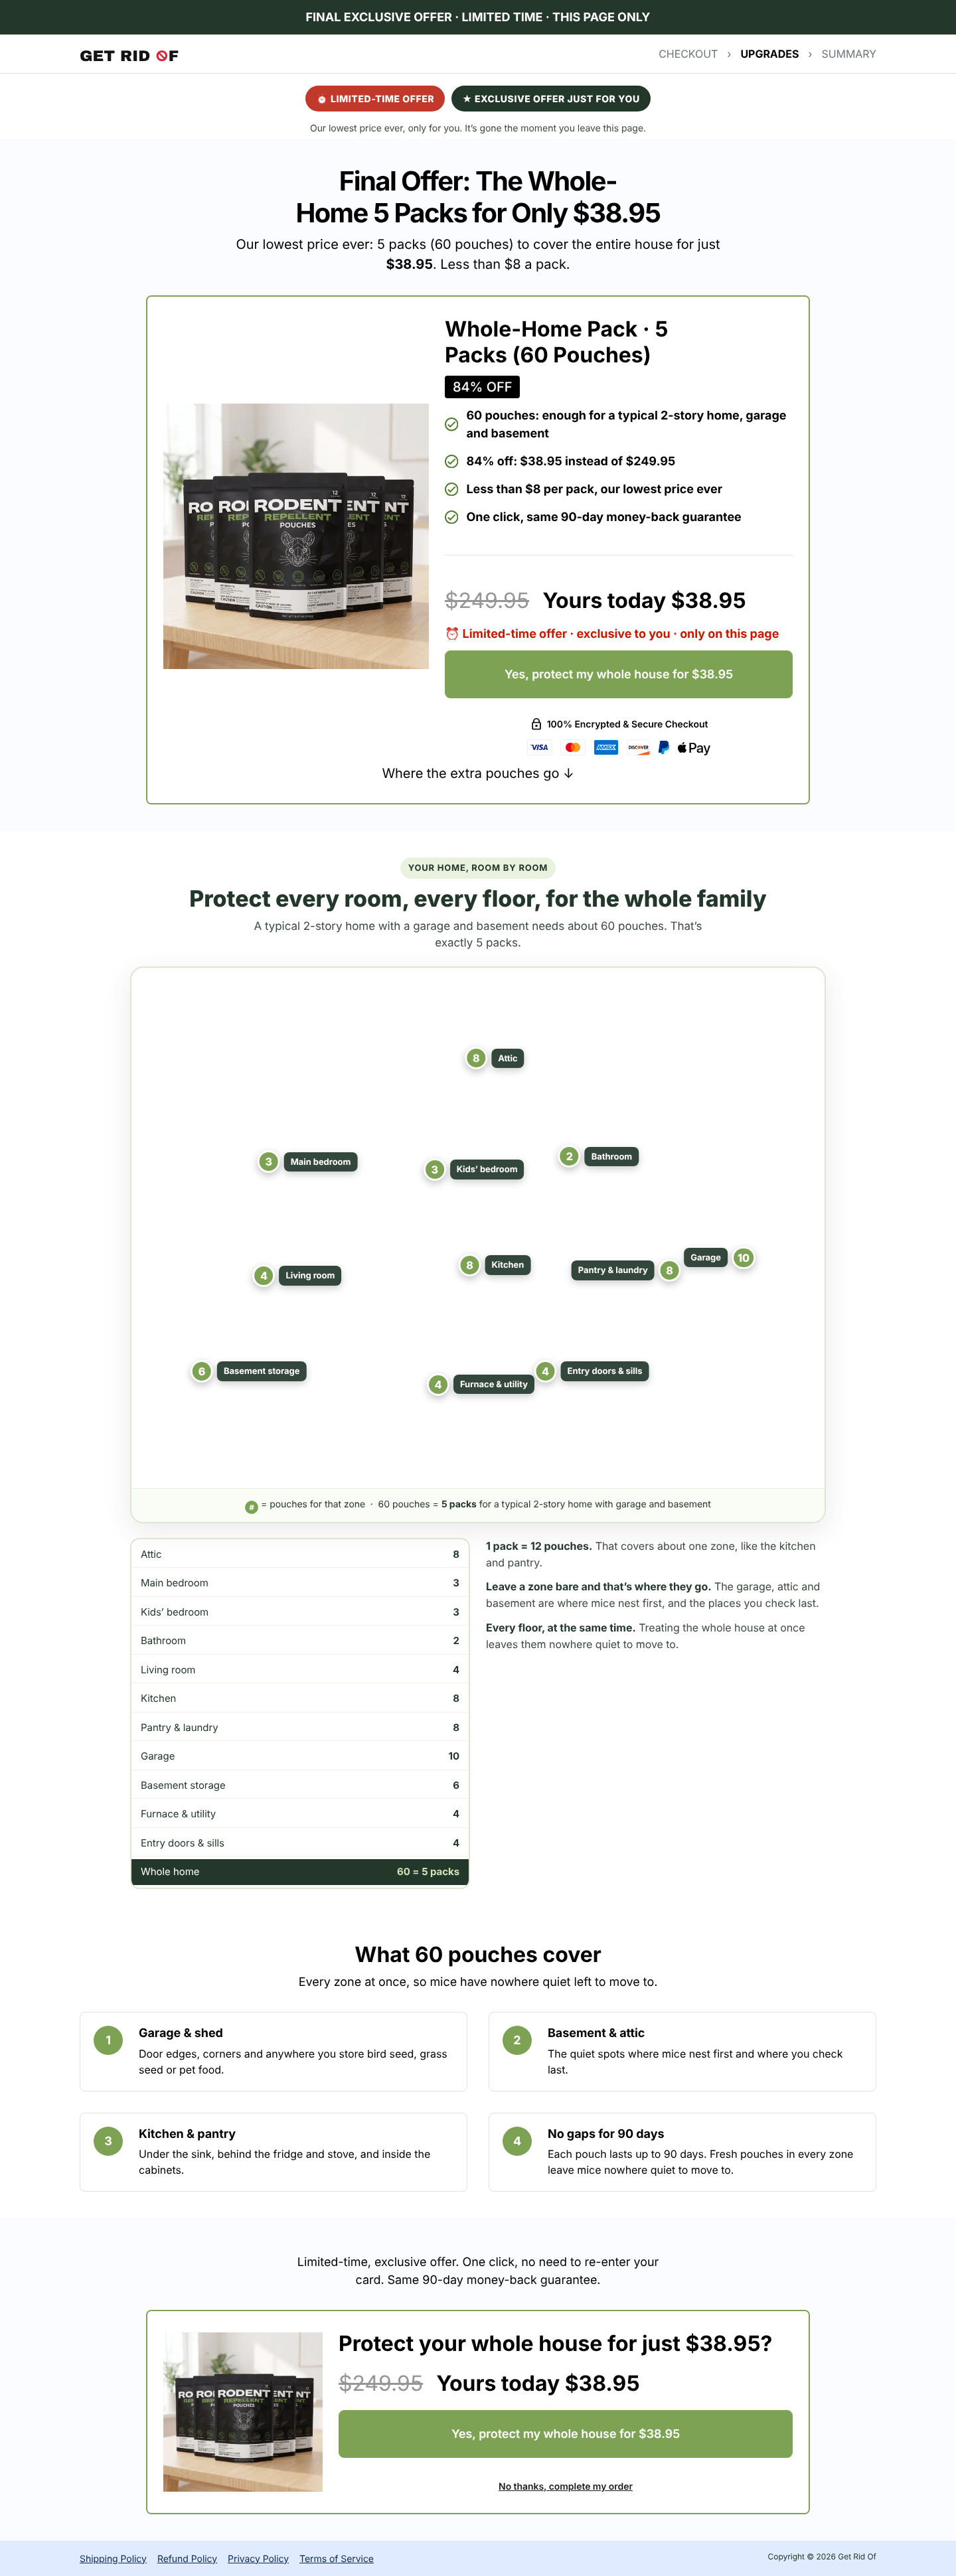 FINAL EXCLUSIVE OFFER · LIMITED TIME · THIS PAGE ONLY
GET RID OF
CHECKOUT › UPGRADES › SUMMARY
⏰ LIMITED-TIME OFFER
★ EXCLUSIVE OFFER JUST FOR YOU
Our lowest price ever, only for you. It’s gone the moment you leave this page.
Final Offer: The Whole-
Home 5 Packs for Only $38.95
Our lowest price ever: 5 packs (60 pouches) to cover the entire house for just
$38.95. Less than $8 a pack.
RODENT
REPELLENT
POUCHES
12
Whole-Home Pack · 5
Packs (60 Pouches)
84% OFF
60 pouches: enough for a typical 2-story home, garage
and basement
84% off: $38.95 instead of $249.95
Less than $8 per pack, our lowest price ever
One click, same 90-day money-back guarantee
$249.95 Yours today $38.95
⏰ Limited-time offer · exclusive to you · only on this page
Yes, protect my whole house for $38.95
100% Encrypted & Secure Checkout
VISA AMEX DISCOVER Pay
Where the extra pouches go ↓
YOUR HOME, ROOM BY ROOM
Protect every room, every floor, for the whole family
A typical 2-story home with a garage and basement needs about 60 pouches. That’s
exactly 5 packs.
8 Attic
3 Main bedroom
3 Kids’ bedroom
2 Bathroom
4 Living room
8 Kitchen
Pantry & laundry 8
Garage 10
6 Basement storage
4 Furnace & utility
4 Entry doors & sills
# = pouches for that zone · 60 pouches = 5 packs for a typical 2-story home with garage and basement
Attic 8
Main bedroom 3
Kids’ bedroom 3
Bathroom 2
Living room 4
Kitchen 8
Pantry & laundry 8
Garage 10
Basement storage 6
Furnace & utility 4
Entry doors & sills 4
Whole home 60 = 5 packs
1 pack = 12 pouches. That covers about one zone, like the kitchen
and pantry.
Leave a zone bare and that’s where they go. The garage, attic and
basement are where mice nest first, and the places you check last.
Every floor, at the same time. Treating the whole house at once
leaves them nowhere quiet to move to.
What 60 pouches cover
Every zone at once, so mice have nowhere quiet left to move to.
1
Garage & shed
Door edges, corners and anywhere you store bird seed, grass
seed or pet food.
2
Basement & attic
The quiet spots where mice nest first and where you check
last.
3
Kitchen & pantry
Under the sink, behind the fridge and stove, and inside the
cabinets.
4
No gaps for 90 days
Each pouch lasts up to 90 days. Fresh pouches in every zone
leave mice nowhere quiet to move to.
Limited-time, exclusive offer. One click, no need to re-enter your
card. Same 90-day money-back guarantee.
RODENT
REPELLENT
POUCHES
Protect your whole house for just $38.95?
$249.95 Yours today $38.95
Yes, protect my whole house for $38.95
No thanks, complete my order
Shipping Policy Refund Policy Privacy Policy Terms of Service
Copyright © 2026 Get Rid Of